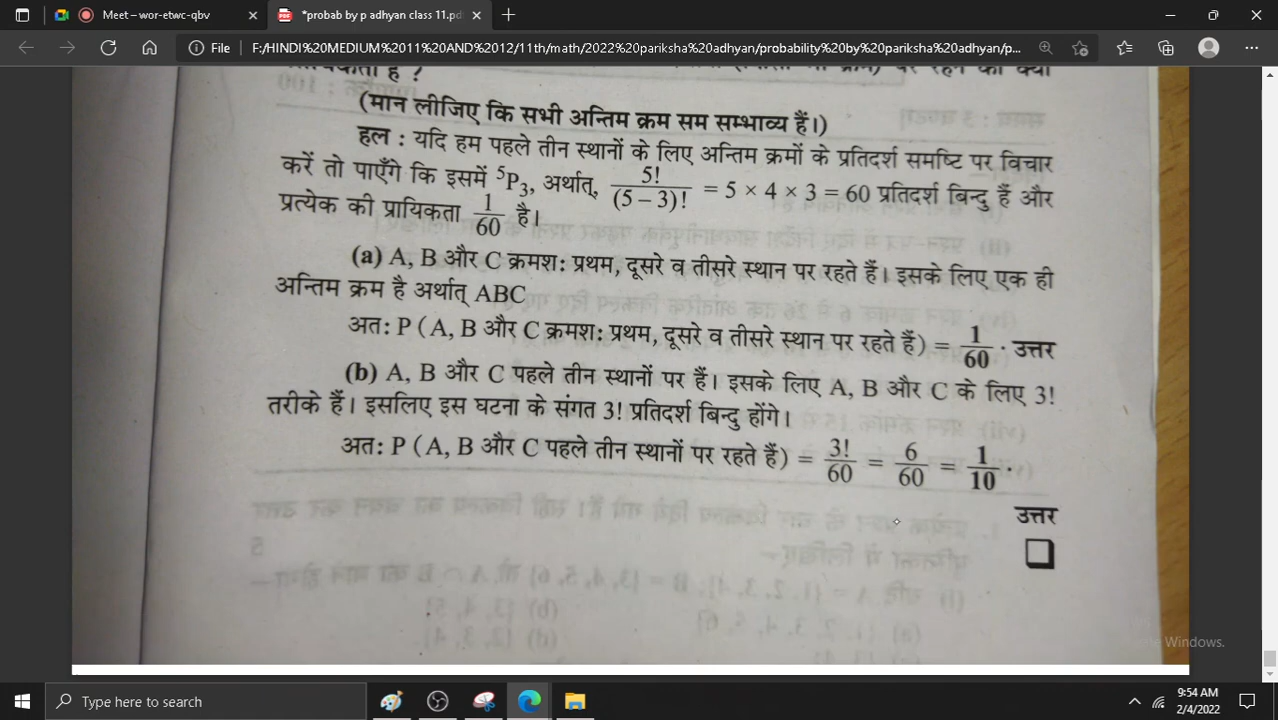 Meet – wor-etwc-qbv
*probab by p adhyan class 11.pd
File
F:/HINDI%20MEDIUM%2011%20AND%2012/11th/math/2022%20pariksha%20adhyan/probability%20by%20pariksha%20adhyan/p...
है ?
(मान लीजिए कि सभी अन्तिम क्रम सम सम्भाव्य हैं।)
हल : यदि हम पहले तीन स्थानों के लिए अन्तिम क्रमों के प्रतिदर्श समष्टि पर विचार
करें तो पाएँगे कि इसमें ⁵P₃, अर्थात्, 5!/(5 – 3)! = 5 × 4 × 3 = 60 प्रतिदर्श बिन्दु हैं और
प्रत्येक की प्रायिकता 1/60 है।
(a) A, B और C क्रमश: प्रथम, दूसरे व तीसरे स्थान पर रहते हैं। इसके लिए एक ही
अन्तिम क्रम है अर्थात् ABC
अत: P ( A, B और C क्रमश: प्रथम, दूसरे व तीसरे स्थान पर रहते हैं) = 1/60 · उत्तर
(b) A, B और C पहले तीन स्थानों पर हैं। इसके लिए A, B और C के लिए 3!
तरीके हैं। इसलिए इस घटना के संगत 3! प्रतिदर्श बिन्दु होंगे।
अत: P ( A, B और C पहले तीन स्थानों पर रहते हैं) = 3!/60 = 6/60 = 1/10 ·
उत्तर
Windows.
Type here to search
9:54 AM
2/4/2022